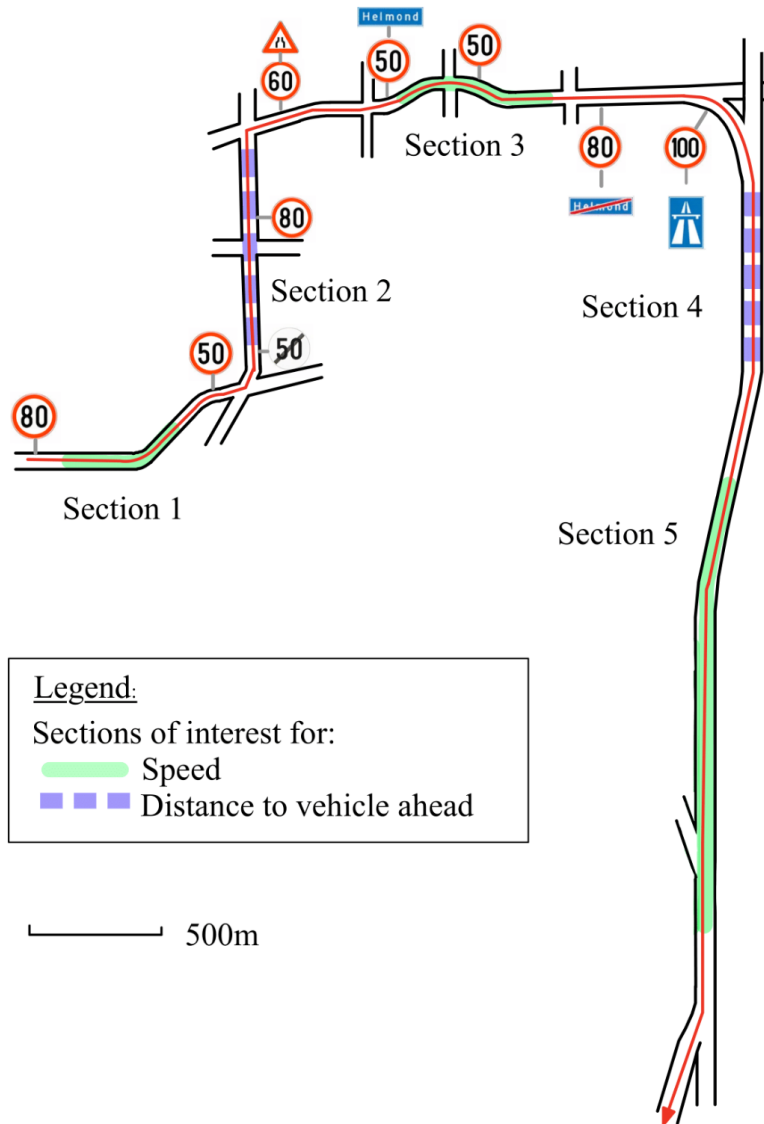 Helmond
50
50
60
Section 3
80
100
Helmond
80
Section 2
Section 4
50
50
80
Section 1
Section 5
Legend:
Sections of interest for:
Speed
Distance to vehicle ahead
500m